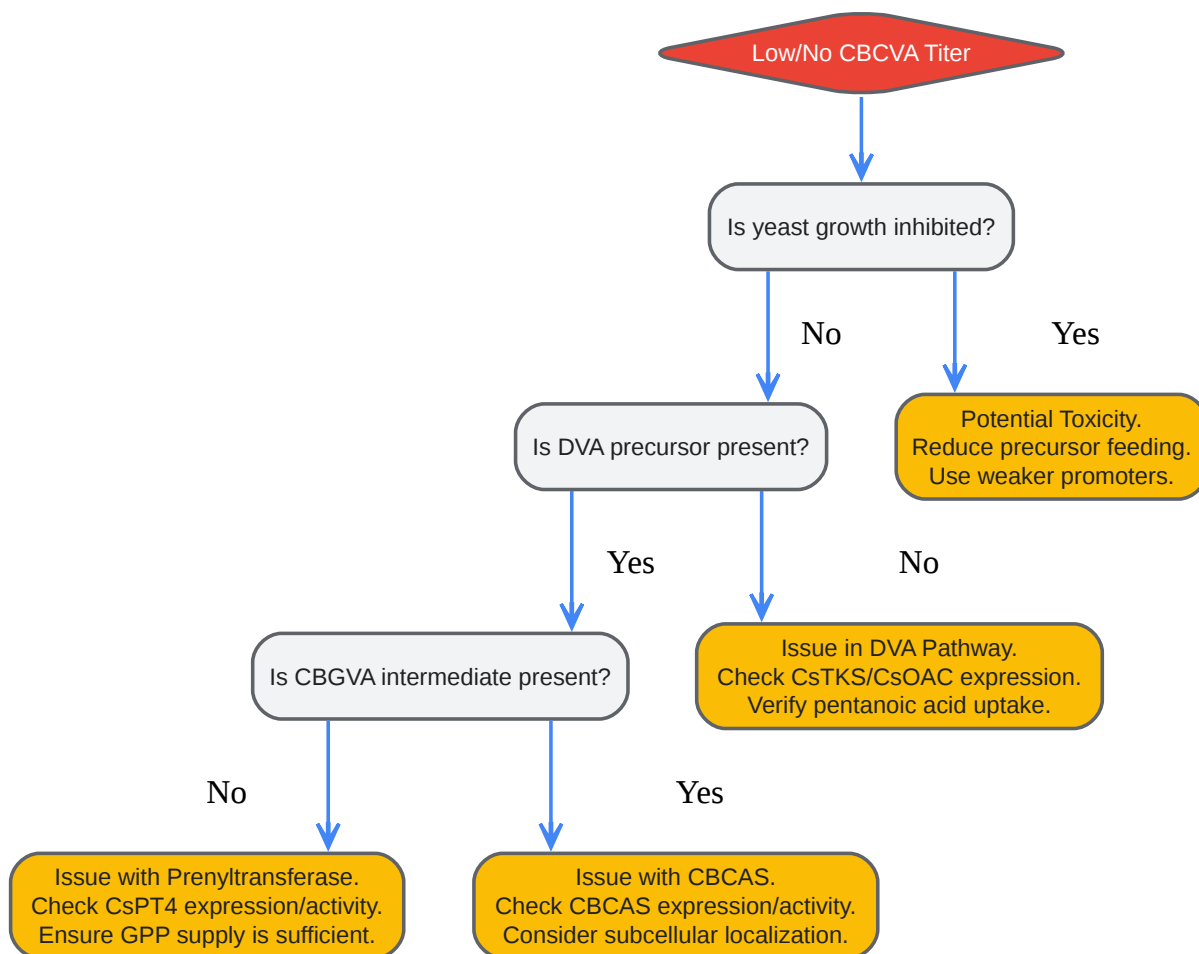 Low/No CBCVA Titer
Is yeast growth inhibited?
No
Yes
Potential Toxicity.
Reduce precursor feeding.
Use weaker promoters.
Is DVA precursor present?
Yes
No
Issue in DVA Pathway.
Check CsTKS/CsOAC expression.
Verify pentanoic acid uptake.
Is CBGVA intermediate present?
No
Yes
Issue with Prenyltransferase.
Check CsPT4 expression/activity.
Ensure GPP supply is sufficient.
Issue with CBCAS.
Check CBCAS expression/activity.
Consider subcellular localization.